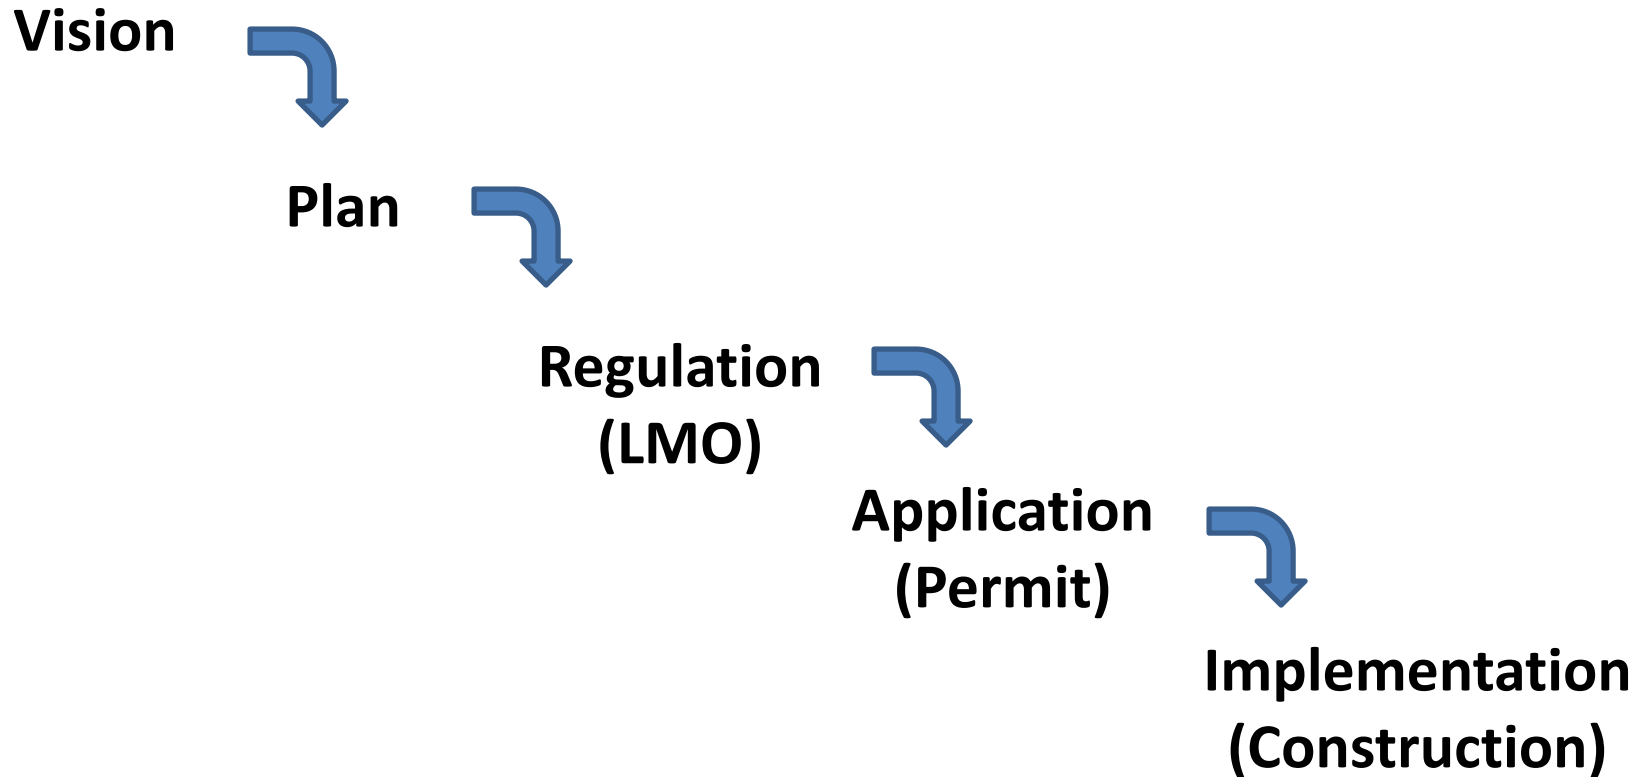 Vision
Plan
Regulation
(LMO)
Application
(Permit)
Implementation
(Construction)